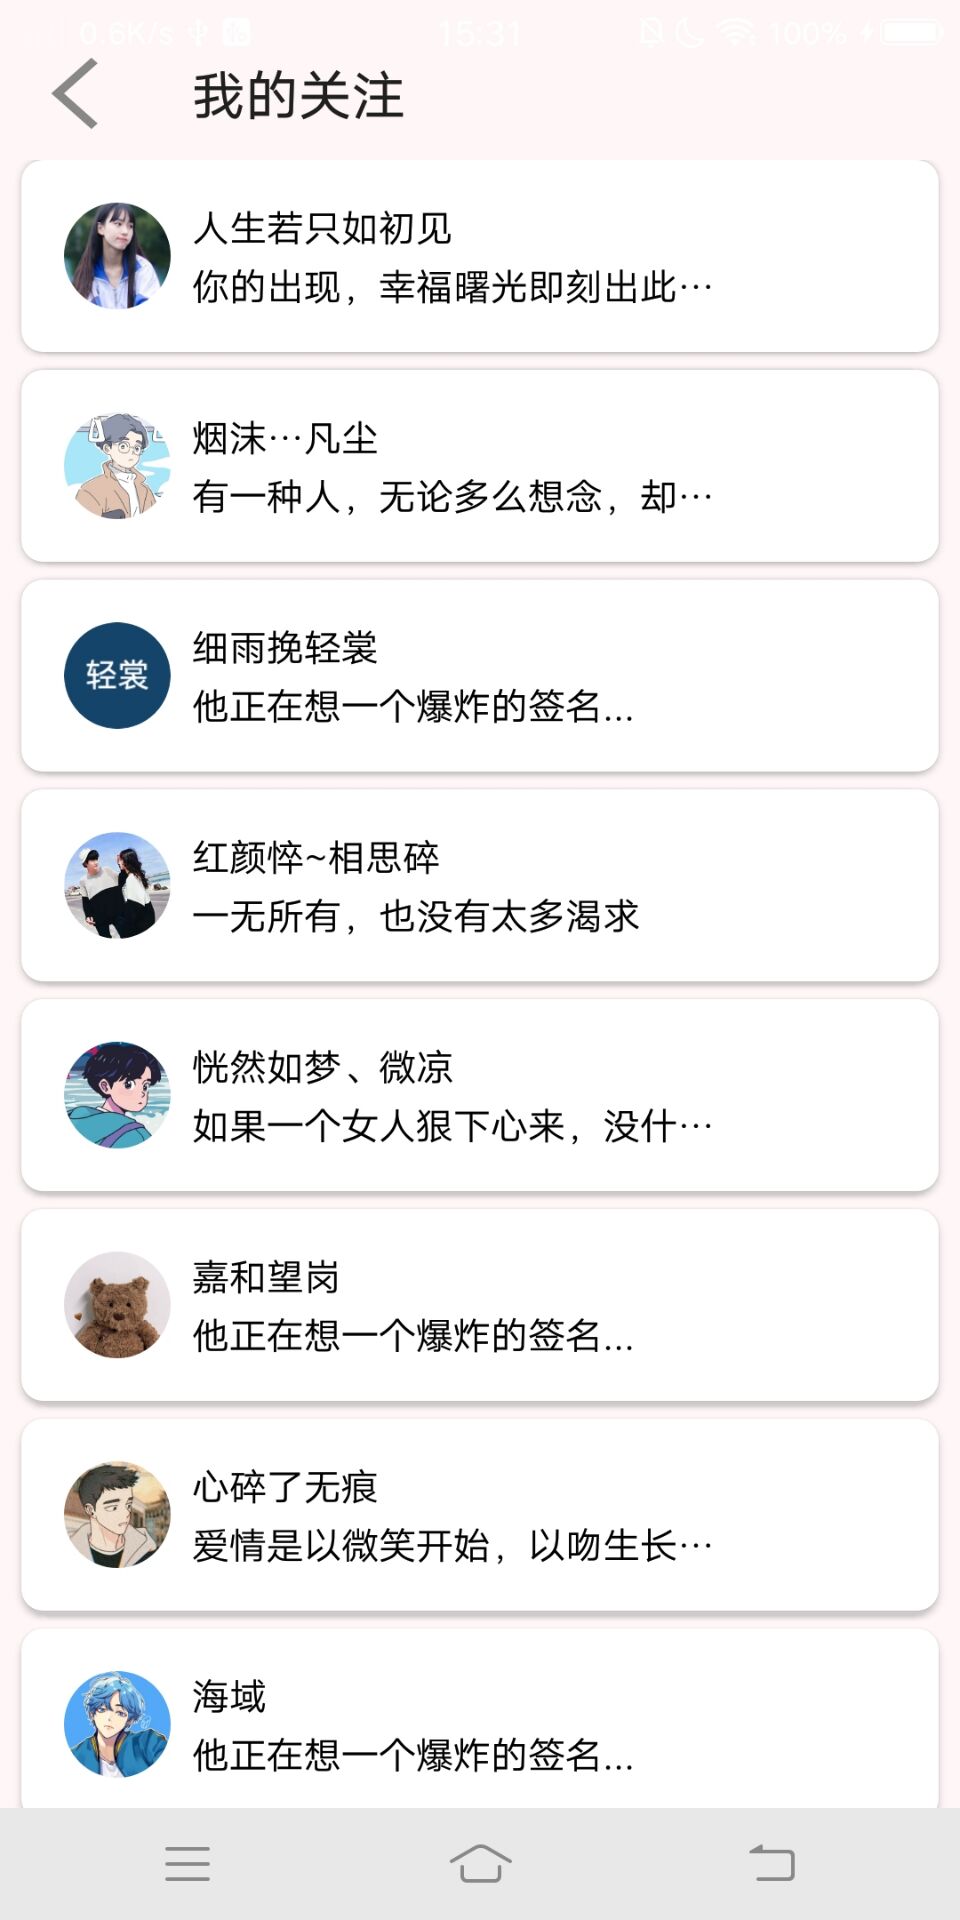 0.6K/s
15:31
100%
我的关注
人生若只如初见
你的出现，幸福曙光即刻出此…
烟沫…凡尘
有一种人，无论多么想念，却…
细雨挽轻裳
轻裳
他正在想一个爆炸的签名...
红颜悴~相思碎
一无所有，也没有太多渴求
恍然如梦、微凉
如果一个女人狠下心来，没什…
嘉和望岗
他正在想一个爆炸的签名...
心碎了无痕
爱情是以微笑开始，以吻生长…
海域
他正在想一个爆炸的签名...